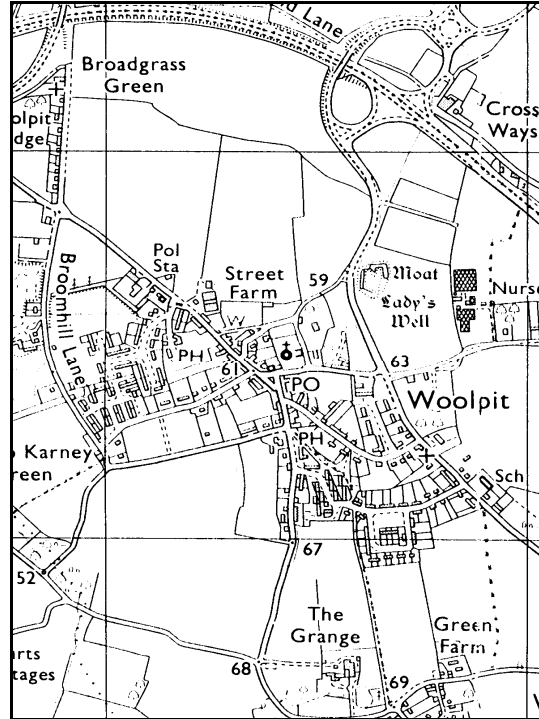 d Lane
Broadgrass
Green
olpit
dge
Cross
Ways
Pol
Sta
Street
Farm
59
Moat
Lady's
Well
Nurse
Broomhill Lane
W
PH
61
63
PO
Woolpit
PH
Karney
reen
Sch
67
52
The
Grange
Green
Farm
arts
tages
68
69